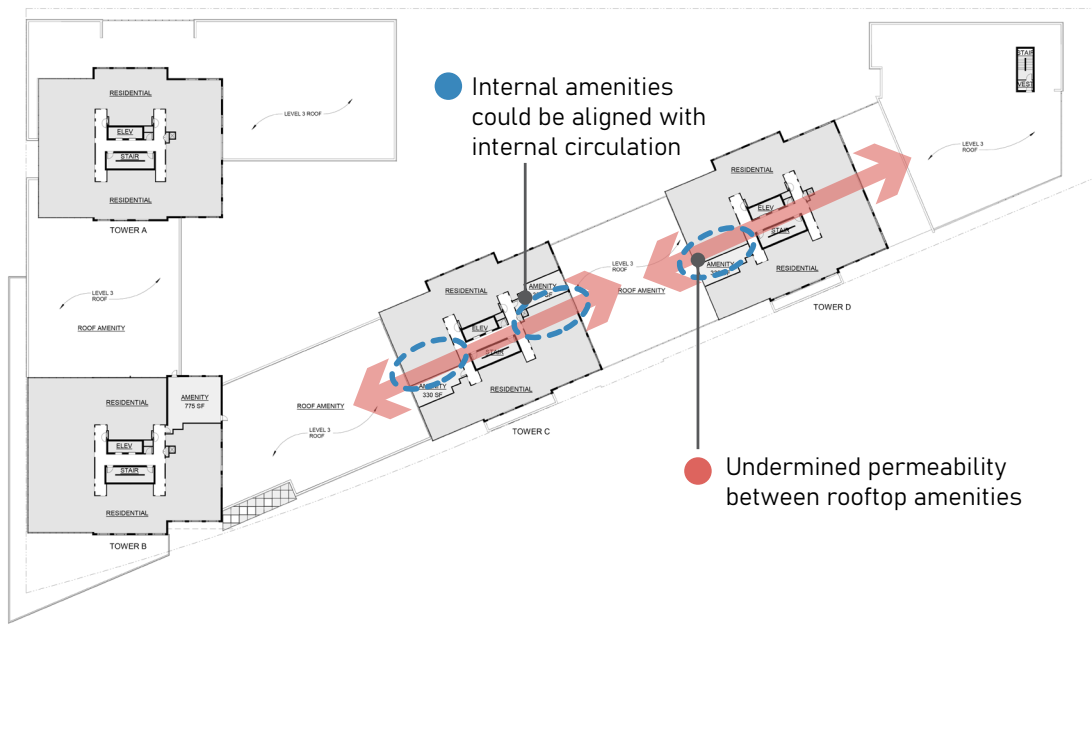 STAIR
VEST
Internal amenities
could be aligned with
internal circulation
RESIDENTIAL
ELEV
STAIR
RESIDENTIAL
TOWER A
LEVEL 3 ROOF
LEVEL 3
ROOF
RESIDENTIAL
ELEV
STAIR
AMENITY
RESIDENTIAL
TOWER D
LEVEL 3
ROOF
ROOF AMENITY
LEVEL 3
ROOF
ROOF AMENITY
RESIDENTIAL
AMENITY
SF
ELEV
STAIR
AMENITY
330 SF
RESIDENTIAL
TOWER C
ROOF AMENITY
LEVEL 3
ROOF
RESIDENTIAL
AMENITY
775 SF
ELEV
STAIR
RESIDENTIAL
TOWER B
Undermined permeability
between rooftop amenities